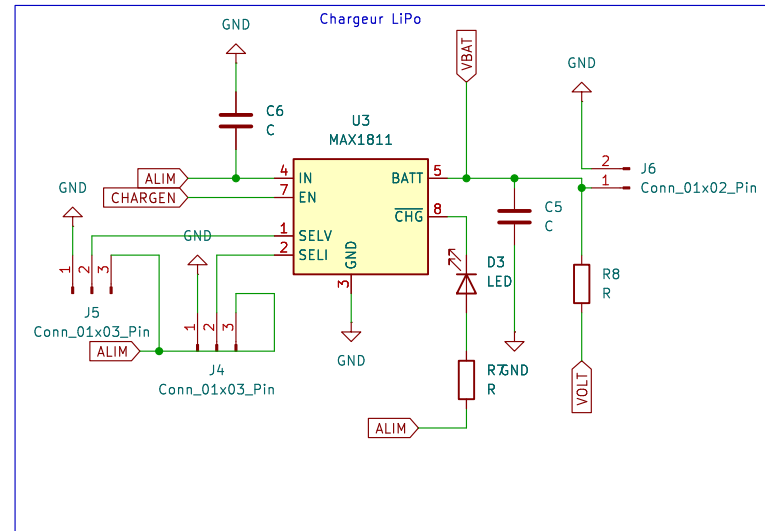 Chargeur LiPo
GND
VBAT
GND
C6
C
U3
MAX1811
4 IN
BATT 5
2
J6
ALIM
1
Conn_01x02_Pin
GND
CHARGEN
7 EN
C5
C
CHG 8
1 SELV
GND
2 SELI
GND
D3
LED
R8
R
1 2 3
3
J5
Conn_01x03_Pin
1 2 3
ALIM
GND
J4
Conn_01x03_Pin
R7
R
GND
VOLT
ALIM